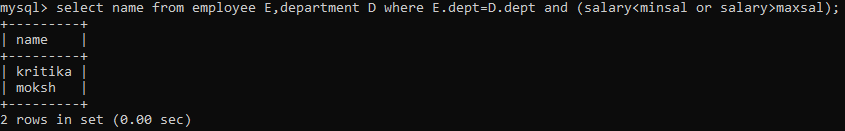 mysql> select name from employee E,department D where E.dept=D.dept and (salary<minsal or salary>maxsal);
+---------+
| name    |
+---------+
| kritika |
| moksh   |
+---------+
2 rows in set (0.00 sec)